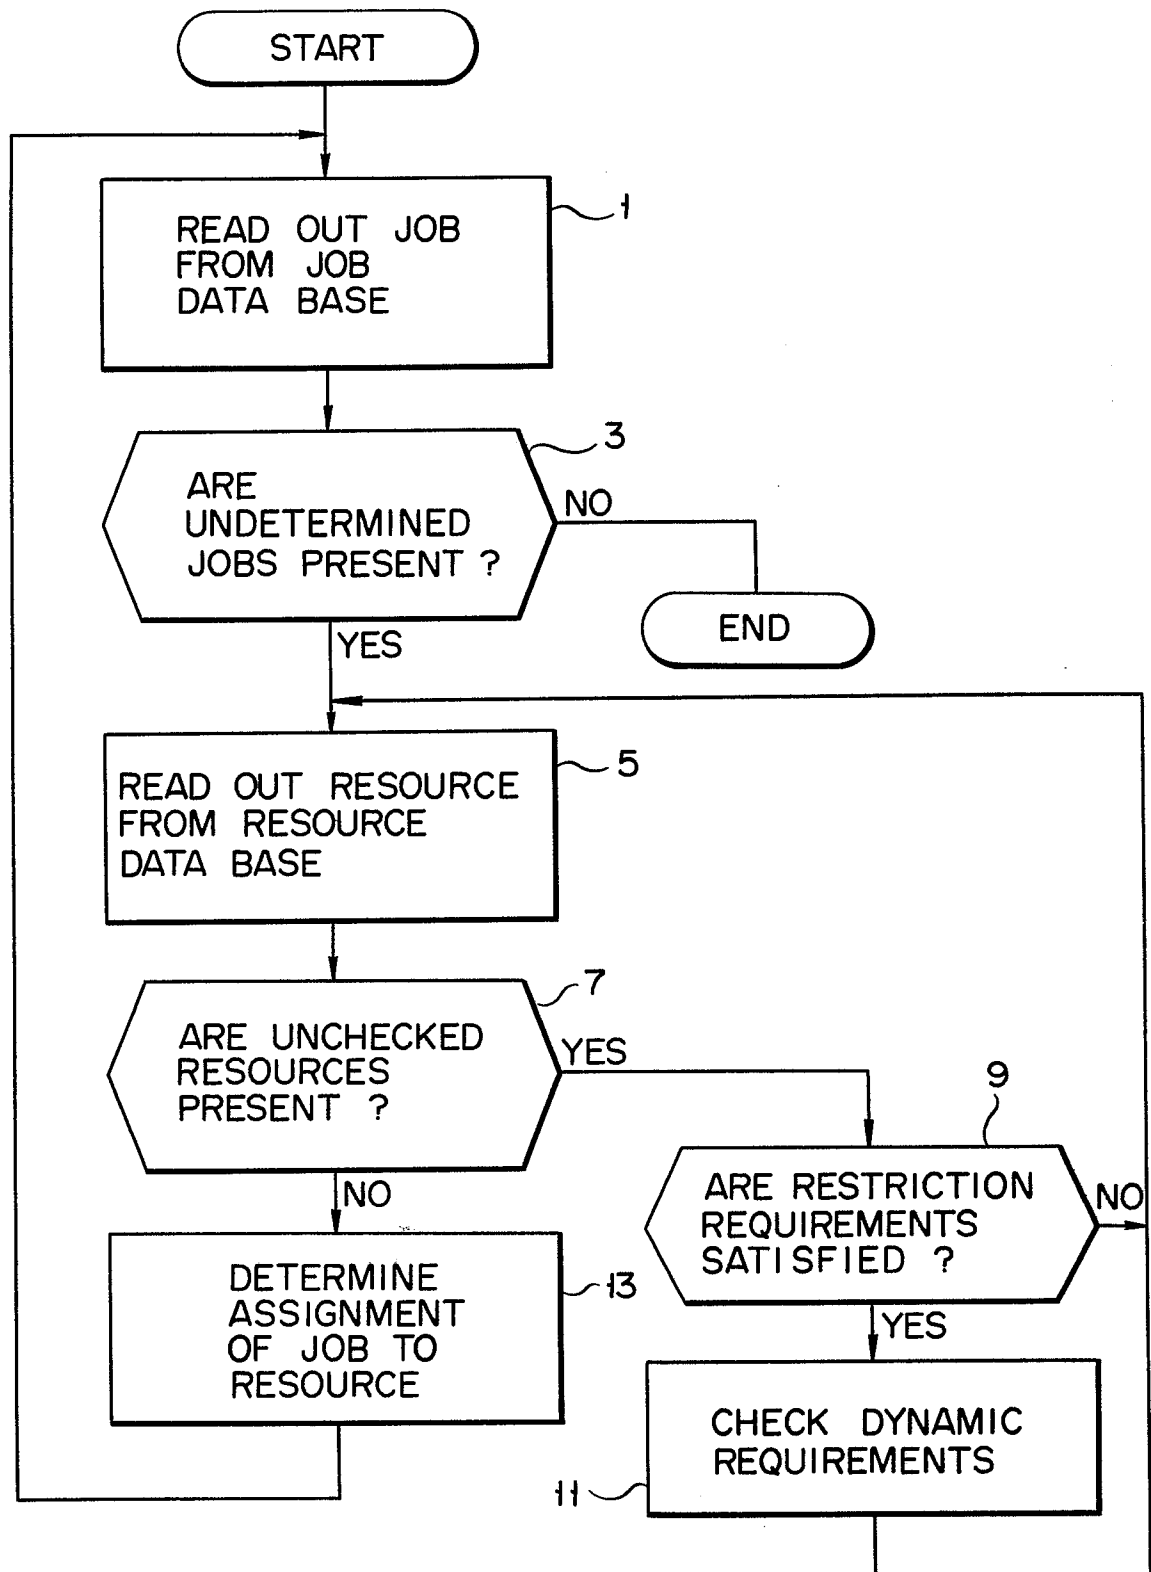 START
1
READ OUT JOB
FROM JOB
DATA BASE
3
ARE
UNDETERMINED
JOBS PRESENT ?
NO
END
YES
5
READ OUT RESOURCE
FROM RESOURCE
DATA BASE
7
ARE UNCHECKED
RESOURCES
PRESENT ?
YES
9
ARE RESTRICTION
REQUIREMENTS
SATISFIED ?
NO
NO
13
DETERMINE
ASSIGNMENT
OF JOB TO
RESOURCE
YES
CHECK DYNAMIC
REQUIREMENTS
11